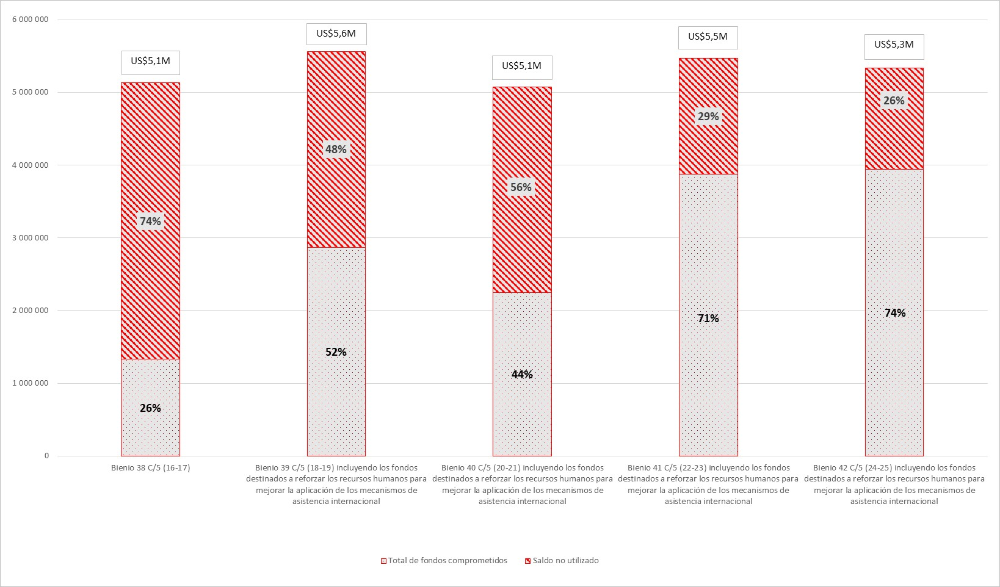 6 000 000
5 000 000
4 000 000
3 000 000
2 000 000
1 000 000
0
US$5,1M
74%
26%
US$5,6M
48%
52%
US$5,1M
56%
44%
US$5,5M
29%
71%
US$5,3M
26%
74%
Bienio 38 C/5 (16-17)
Bienio 39 C/5 (18-19) incluyendo los fondos
destinados a reforzar los recursos humanos para
mejorar la aplicación de los mecanismos de
asistencia internacional
Bienio 40 C/5 (20-21) incluyendo los fondos
destinados a reforzar los recursos humanos para
mejorar la aplicación de los mecanismos de
asistencia internacional
Bienio 41 C/5 (22-23) incluyendo los fondos
destinados a reforzar los recursos humanos para
mejorar la aplicación de los mecanismos de
asistencia internacional
Bienio 42 C/5 (24-25) incluyendo los fondos
destinados a reforzar los recursos humanos para
mejorar la aplicación de los mecanismos de
asistencia internacional
Total de fondos comprometidos
Saldo no utilizado